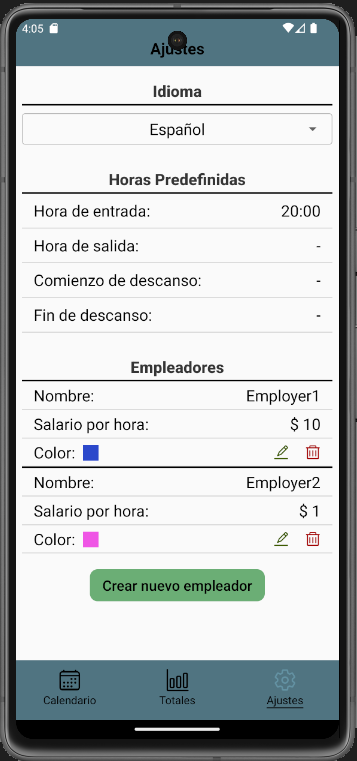 4:05
Ajustes
Idioma
Español
Horas Predefinidas
Hora de entrada: 20:00
Hora de salida: -
Comienzo de descanso: -
Fin de descanso: -
Empleadores
Nombre: Employer1
Salario por hora: $ 10
Color:
Nombre: Employer2
Salario por hora: $ 1
Color:
Crear nuevo empleador
Calendario Totales Ajustes